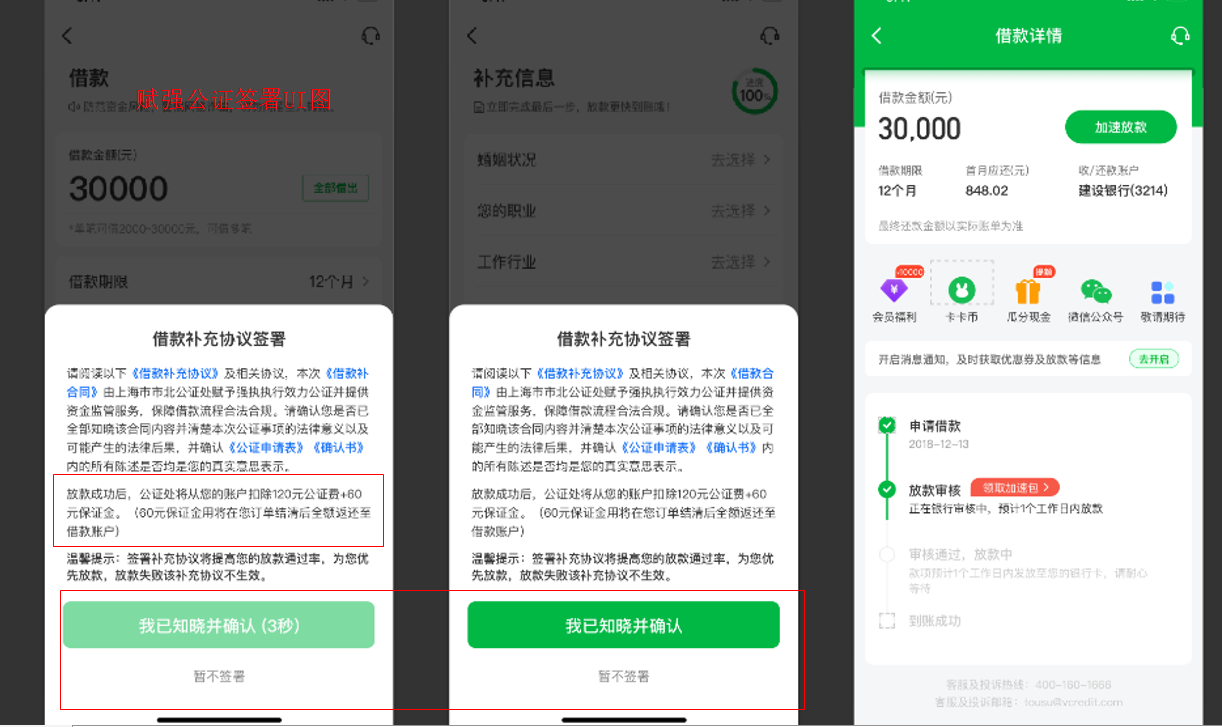 借款
赋强公证签署UI图
借款金额(元)
30000
全部借出
*单笔可借2000~30000元，可借多笔
借款期限
12个月
借款补充协议签署
请阅读以下《借款补充协议》及相关协议，本次《借款补
合同》由上海市市北公证处赋予强执执行效力公证并提供
资金监管服务，保障借款流程合法合规。请确认您是否已
全部知晓该合同内容并清楚本次公证事项的法律意义以及
可能产生的法律后果，并确认《公证申请表》《确认书》
内的所有陈述是否均是您的真实意思表示。
放款成功后，公证处将从您的账户扣除120元公证费+60
元保证金。（60元保证金用将在您订单结清后全额返还至
借款账户）
温馨提示：签署补充协议将提高您的放款通过率，为您优
先放款，放款失败该补充协议不生效。
我已知晓并确认 (3秒)
暂不签署
补充信息
立即完成最后一步，放款更快到账哦！
进度
100%
婚姻状况
去选择
您的职业
去选择
工作行业
去选择
借款补充协议签署
请阅读以下《借款补充协议》及相关协议，本次《借款合
同》由上海市市北公证处赋予强执执行效力公证并提供资
金监管服务，保障借款流程合法合规。请确认您是否已全
部知晓该合同内容并清楚本次公证事项的法律意义以及可
能产生的法律后果，并确认《公证申请表》《确认书》内
的所有陈述是否均是您的真实意思表示。
放款成功后，公证处将从您的账户扣除120元公证费+60
元保证金。（60元保证金用将在您订单结清后全额返还至
借款账户）
温馨提示：签署补充协议将提高您的放款通过率，为您优
先放款，放款失败该补充协议不生效。
我已知晓并确认
暂不签署
借款详情
借款金额(元)
30,000
加速放款
借款期限
首月应还(元)
收/还款账户
12个月
848.02
建设银行(3214)
最终还款金额以实际账单为准
+10000
提额
会员福利
卡卡币
瓜分现金
微信公众号
敬请期待
开启消息通知，及时获取优惠券及放款等信息
去开启
申请借款
2018-12-13
放款审核
领取加速包
正在银行审核中，预计1个工作日内放款
审核通过，放款中
款项预计1个工作日内发放至您的银行卡，请耐心
等待
到账成功
客服及投诉热线：400-160-1666
客服及投诉邮箱：tousu@vcredit.com